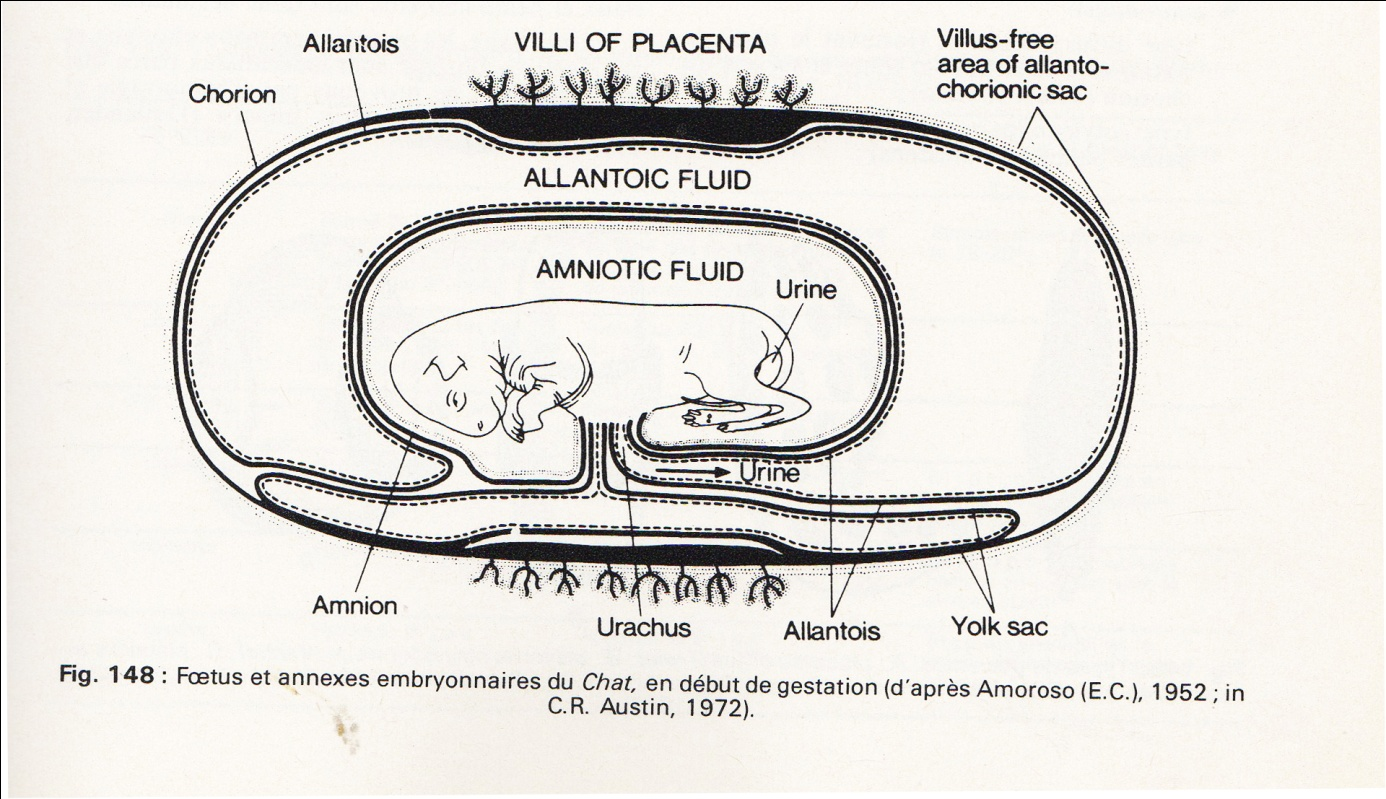 Allantois
VILLI OF PLACENTA
Villus-free
area of allanto-
chorionic sac
Chorion
ALLANTOIC FLUID
AMNIOTIC FLUID
Urine
Urine
Amnion
Urachus
Allantois
Yolk sac
Fig. 148 : Fœtus et annexes embryonnaires du Chat, en début de gestation (d'après Amoroso (E.C.), 1952 ; in
C.R. Austin, 1972).